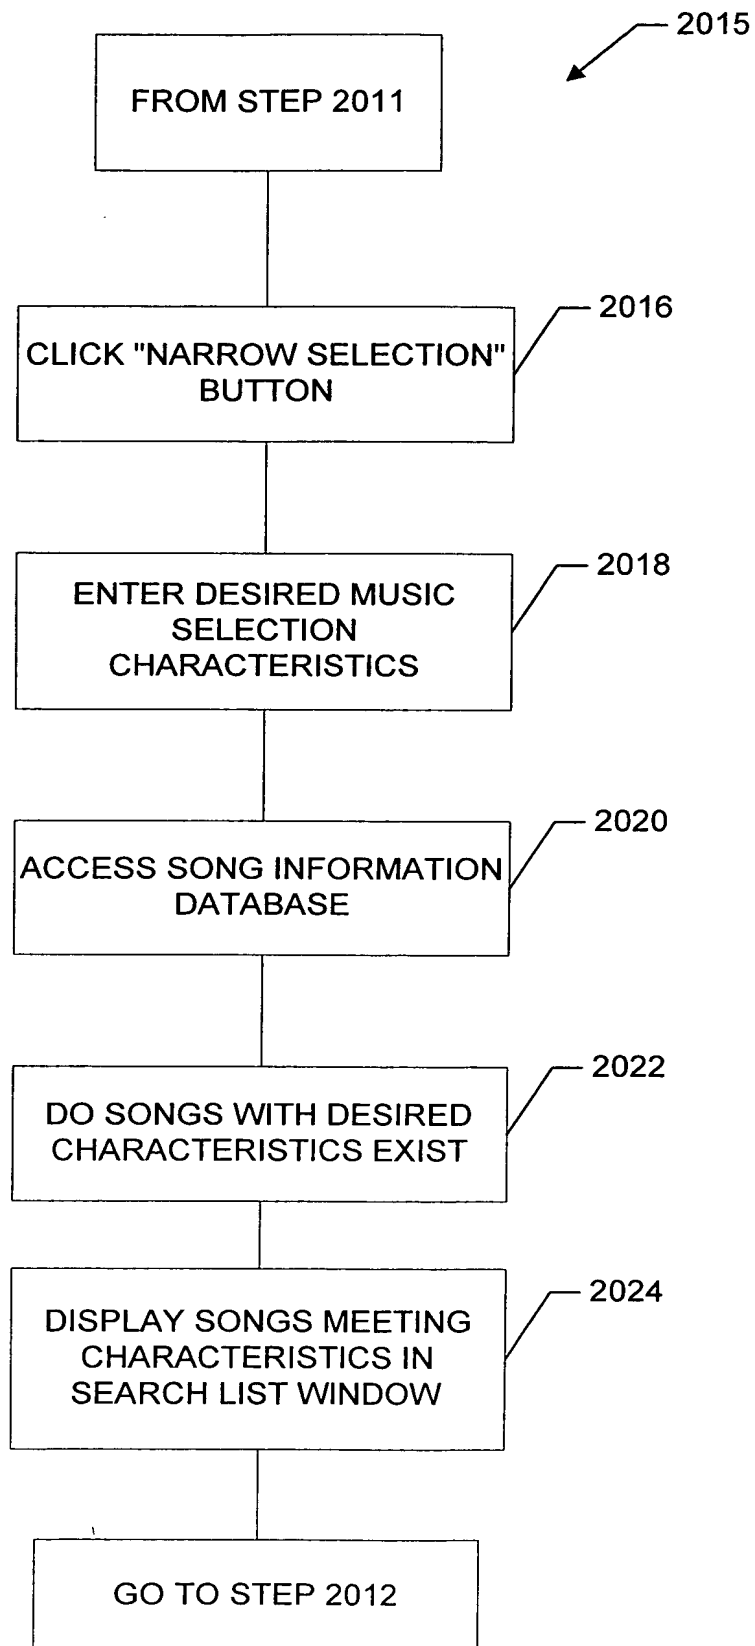 2015
FROM STEP 2011
2016
CLICK "NARROW SELECTION"
BUTTON
2018
ENTER DESIRED MUSIC
SELECTION
CHARACTERISTICS
2020
ACCESS SONG INFORMATION
DATABASE
2022
DO SONGS WITH DESIRED
CHARACTERISTICS EXIST
2024
DISPLAY SONGS MEETING
CHARACTERISTICS IN
SEARCH LIST WINDOW
GO TO STEP 2012